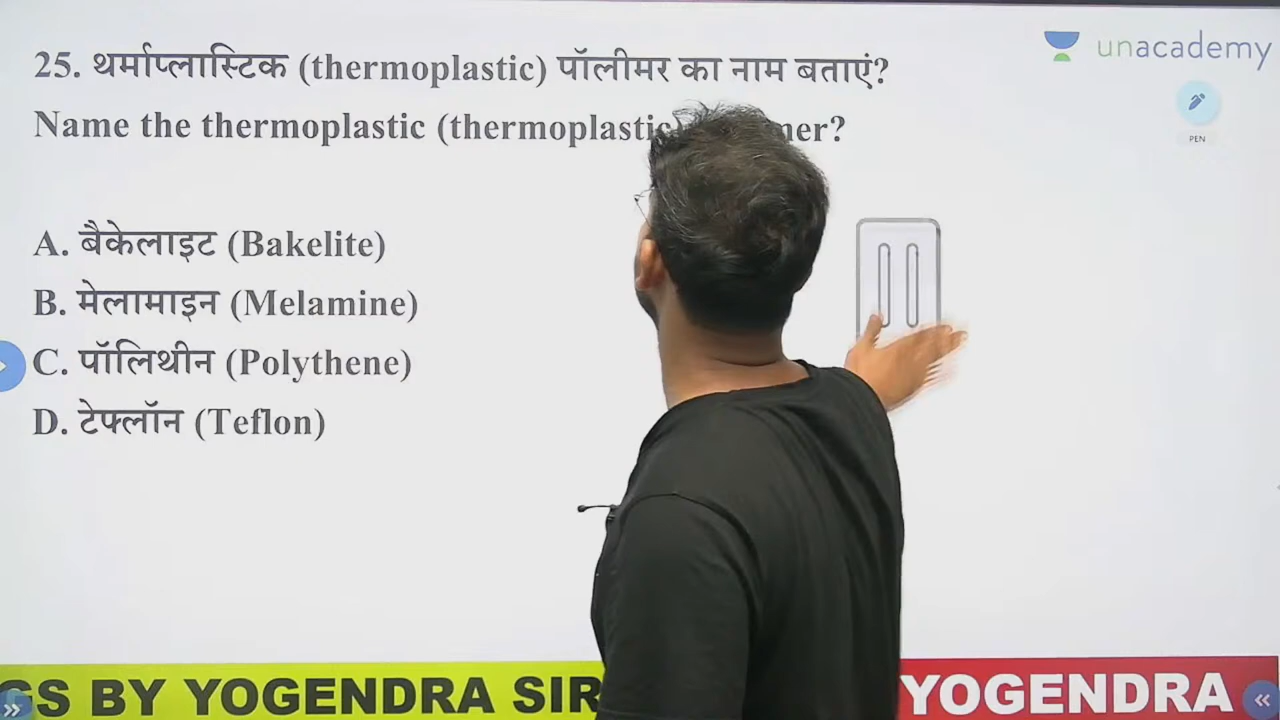 25. थर्माप्लास्टिक (thermoplastic) पॉलीमर का नाम बताएं?
unacademy
PEN
Name the thermoplastic (thermoplastic
A. बैकेलाइट (Bakelite)
B. मेलामाइन (Melamine)
C. पॉलिथीन (Polythene)
D. टेफ्लॉन (Teflon)
GS BY YOGENDRA SIR
YOGENDRA